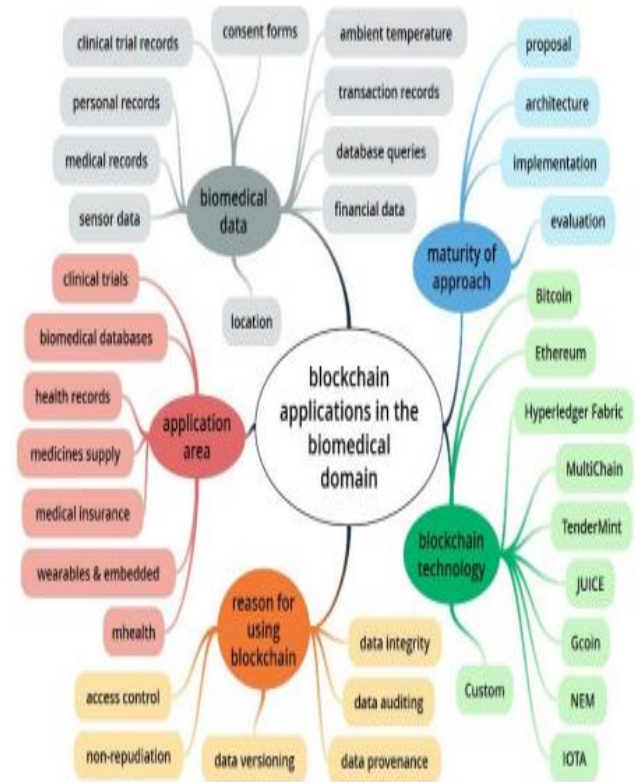 clinical trial records
consent forms
ambient temperature
personal records
transaction records
medical records
database queries
sensor data
financial data
biomedical
data
location
proposal
architecture
implementation
evaluation
maturity of
approach
clinical trials
biomedical databases
health records
medicines supply
medical insurance
wearables & embedded
mhealth
application
area
blockchain
applications in the
biomedical
domain
Bitcoin
Ethereum
Hyperledger Fabric
MultiChain
TenderMint
JUICE
Gcoin
NEM
IOTA
Custom
blockchain
technology
reason for
using
blockchain
access control
non-repudiation
data versioning
data integrity
data auditing
data provenance